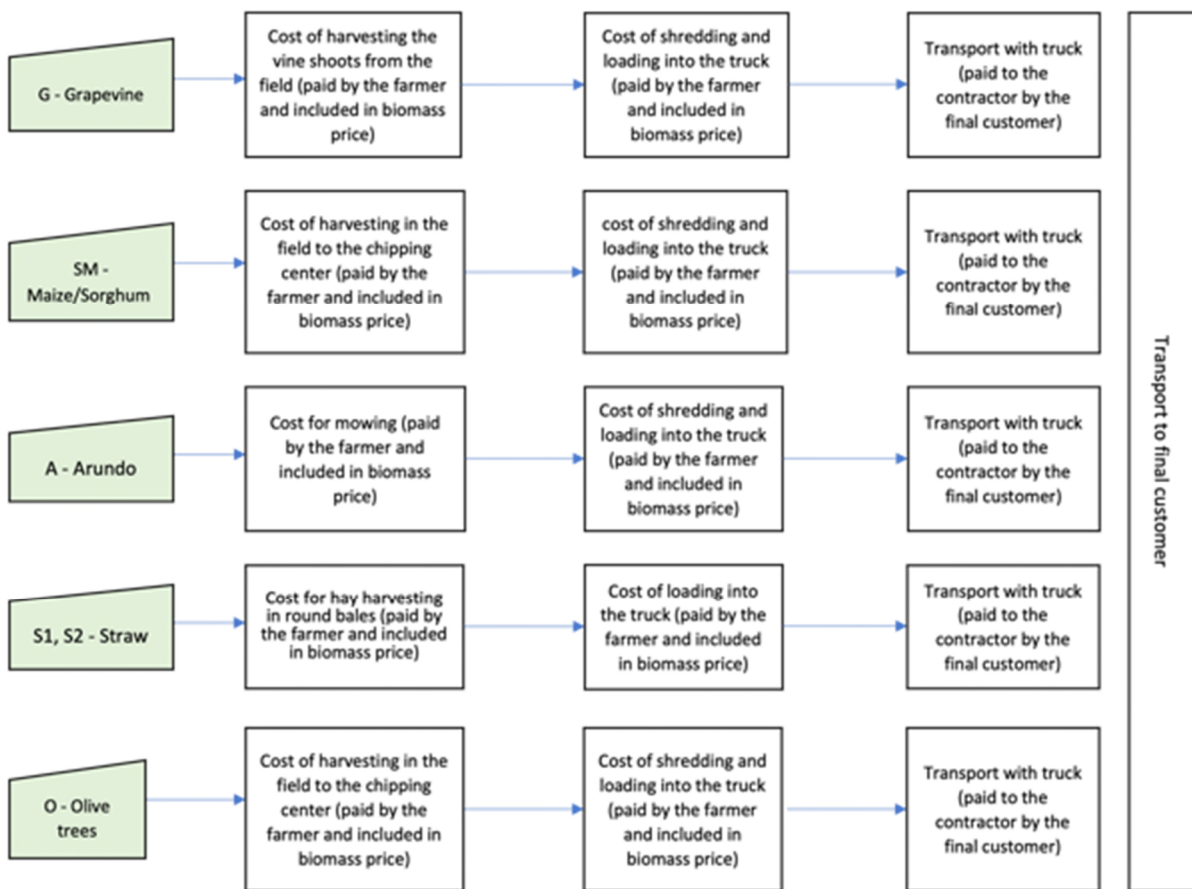 G - Grapevine
Cost of harvesting the
vine shoots from the
field (paid by the farmer
and included in biomass
price)
Cost of shredding and
loading into the truck
(paid by the farmer
and included in
biomass price)
Transport with truck
(paid to the
contractor by the
final customer)
SM -
Maize/Sorghum
Cost of harvesting in
the field to the chipping
center (paid by the
farmer and included in
biomass price)
cost of shredding and
loading into the truck
(paid by the farmer
and included in
biomass price)
Transport with truck
(paid to the
contractor by the
final customer)
A - Arundo
Cost for mowing (paid
by the farmer and
included in biomass
price)
Cost of shredding and
loading into the truck
(paid by the farmer
and included in
biomass price)
Transport with truck
(paid to the
contractor by the
final customer)
S1, S2 - Straw
Cost for hay harvesting
in round bales (paid by
the farmer and included
in biomass price)
Cost of loading into
the truck (paid by the
farmer and included
in biomass price)
Transport with truck
(paid to the
contractor by the
final customer)
O - Olive
trees
Cost of harvesting in the
field to the chipping
center (paid by the
farmer and included in
biomass price)
Cost of shredding and
loading into the truck
(paid by the farmer
and included in
biomass price)
Transport with truck
(paid to the
contractor by the
final customer)
Transport to final customer